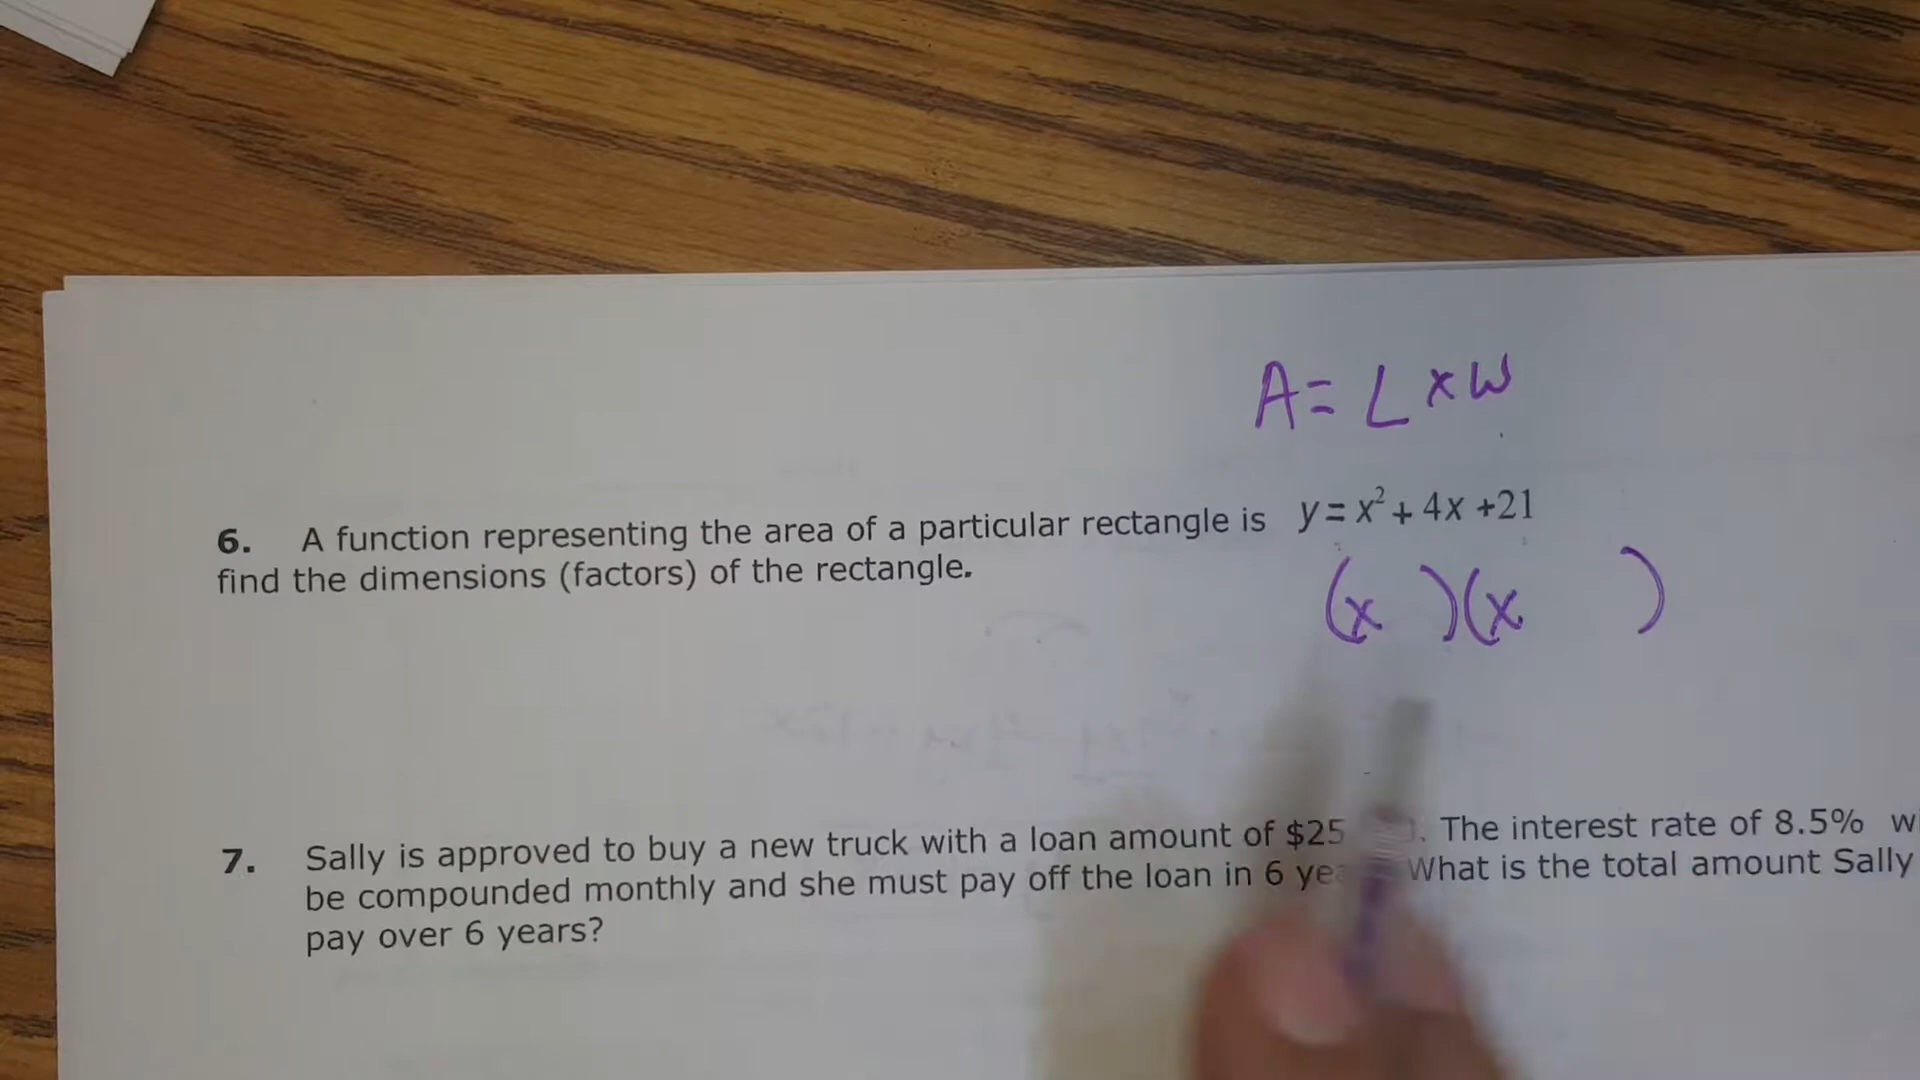 A = L x W
6. A function representing the area of a particular rectangle is y = x² + 4x +21
find the dimensions (factors) of the rectangle.
(x )(x )
7. Sally is approved to buy a new truck with a loan amount of $25 . The interest rate of 8.5%
be compounded monthly and she must pay off the loan in 6 What is the total amount Sally
pay over 6 years?